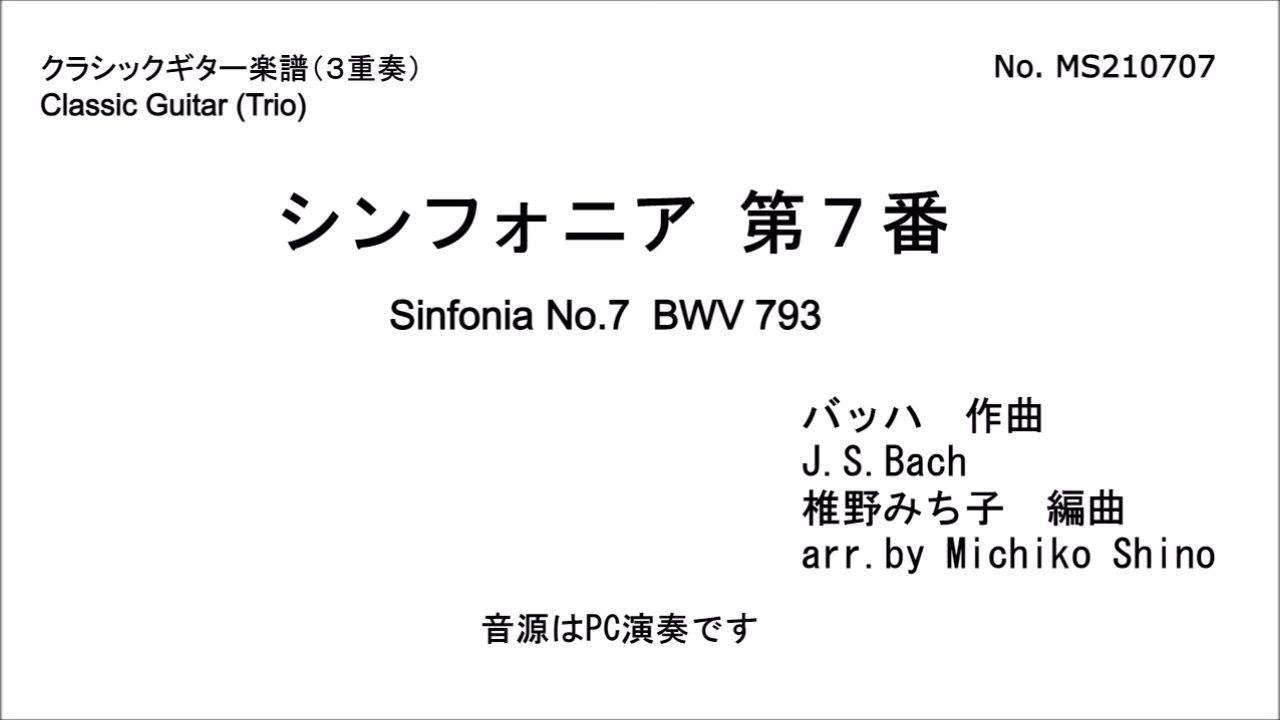 クラシックギター楽譜（３重奏）
No. MS210707
Classic Guitar (Trio)
シンフォニア 第７番
Sinfonia No.7 BWV 793
バッハ　作曲
J.S.Bach
椎野みち子　編曲
arr.by Michiko Shino
音源はPC演奏です